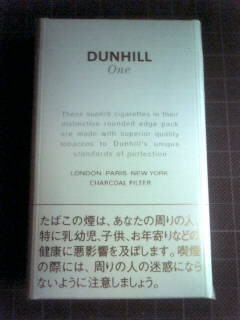 DUNHILL
One
These superb cigarettes in their
distinctive rounded edge pack
are made with superior quality
tobaccos to Dunhill's unique
standards of perfection
LONDON PARIS NEW YORK
CHARCOAL FILTER
たばこの煙は、あなたの周りの人、
特に乳幼児、子供、お年寄りなどの
健康に悪影響を及ぼします。喫煙
の際には、周りの人の迷惑になら
ないように注意しましょう。